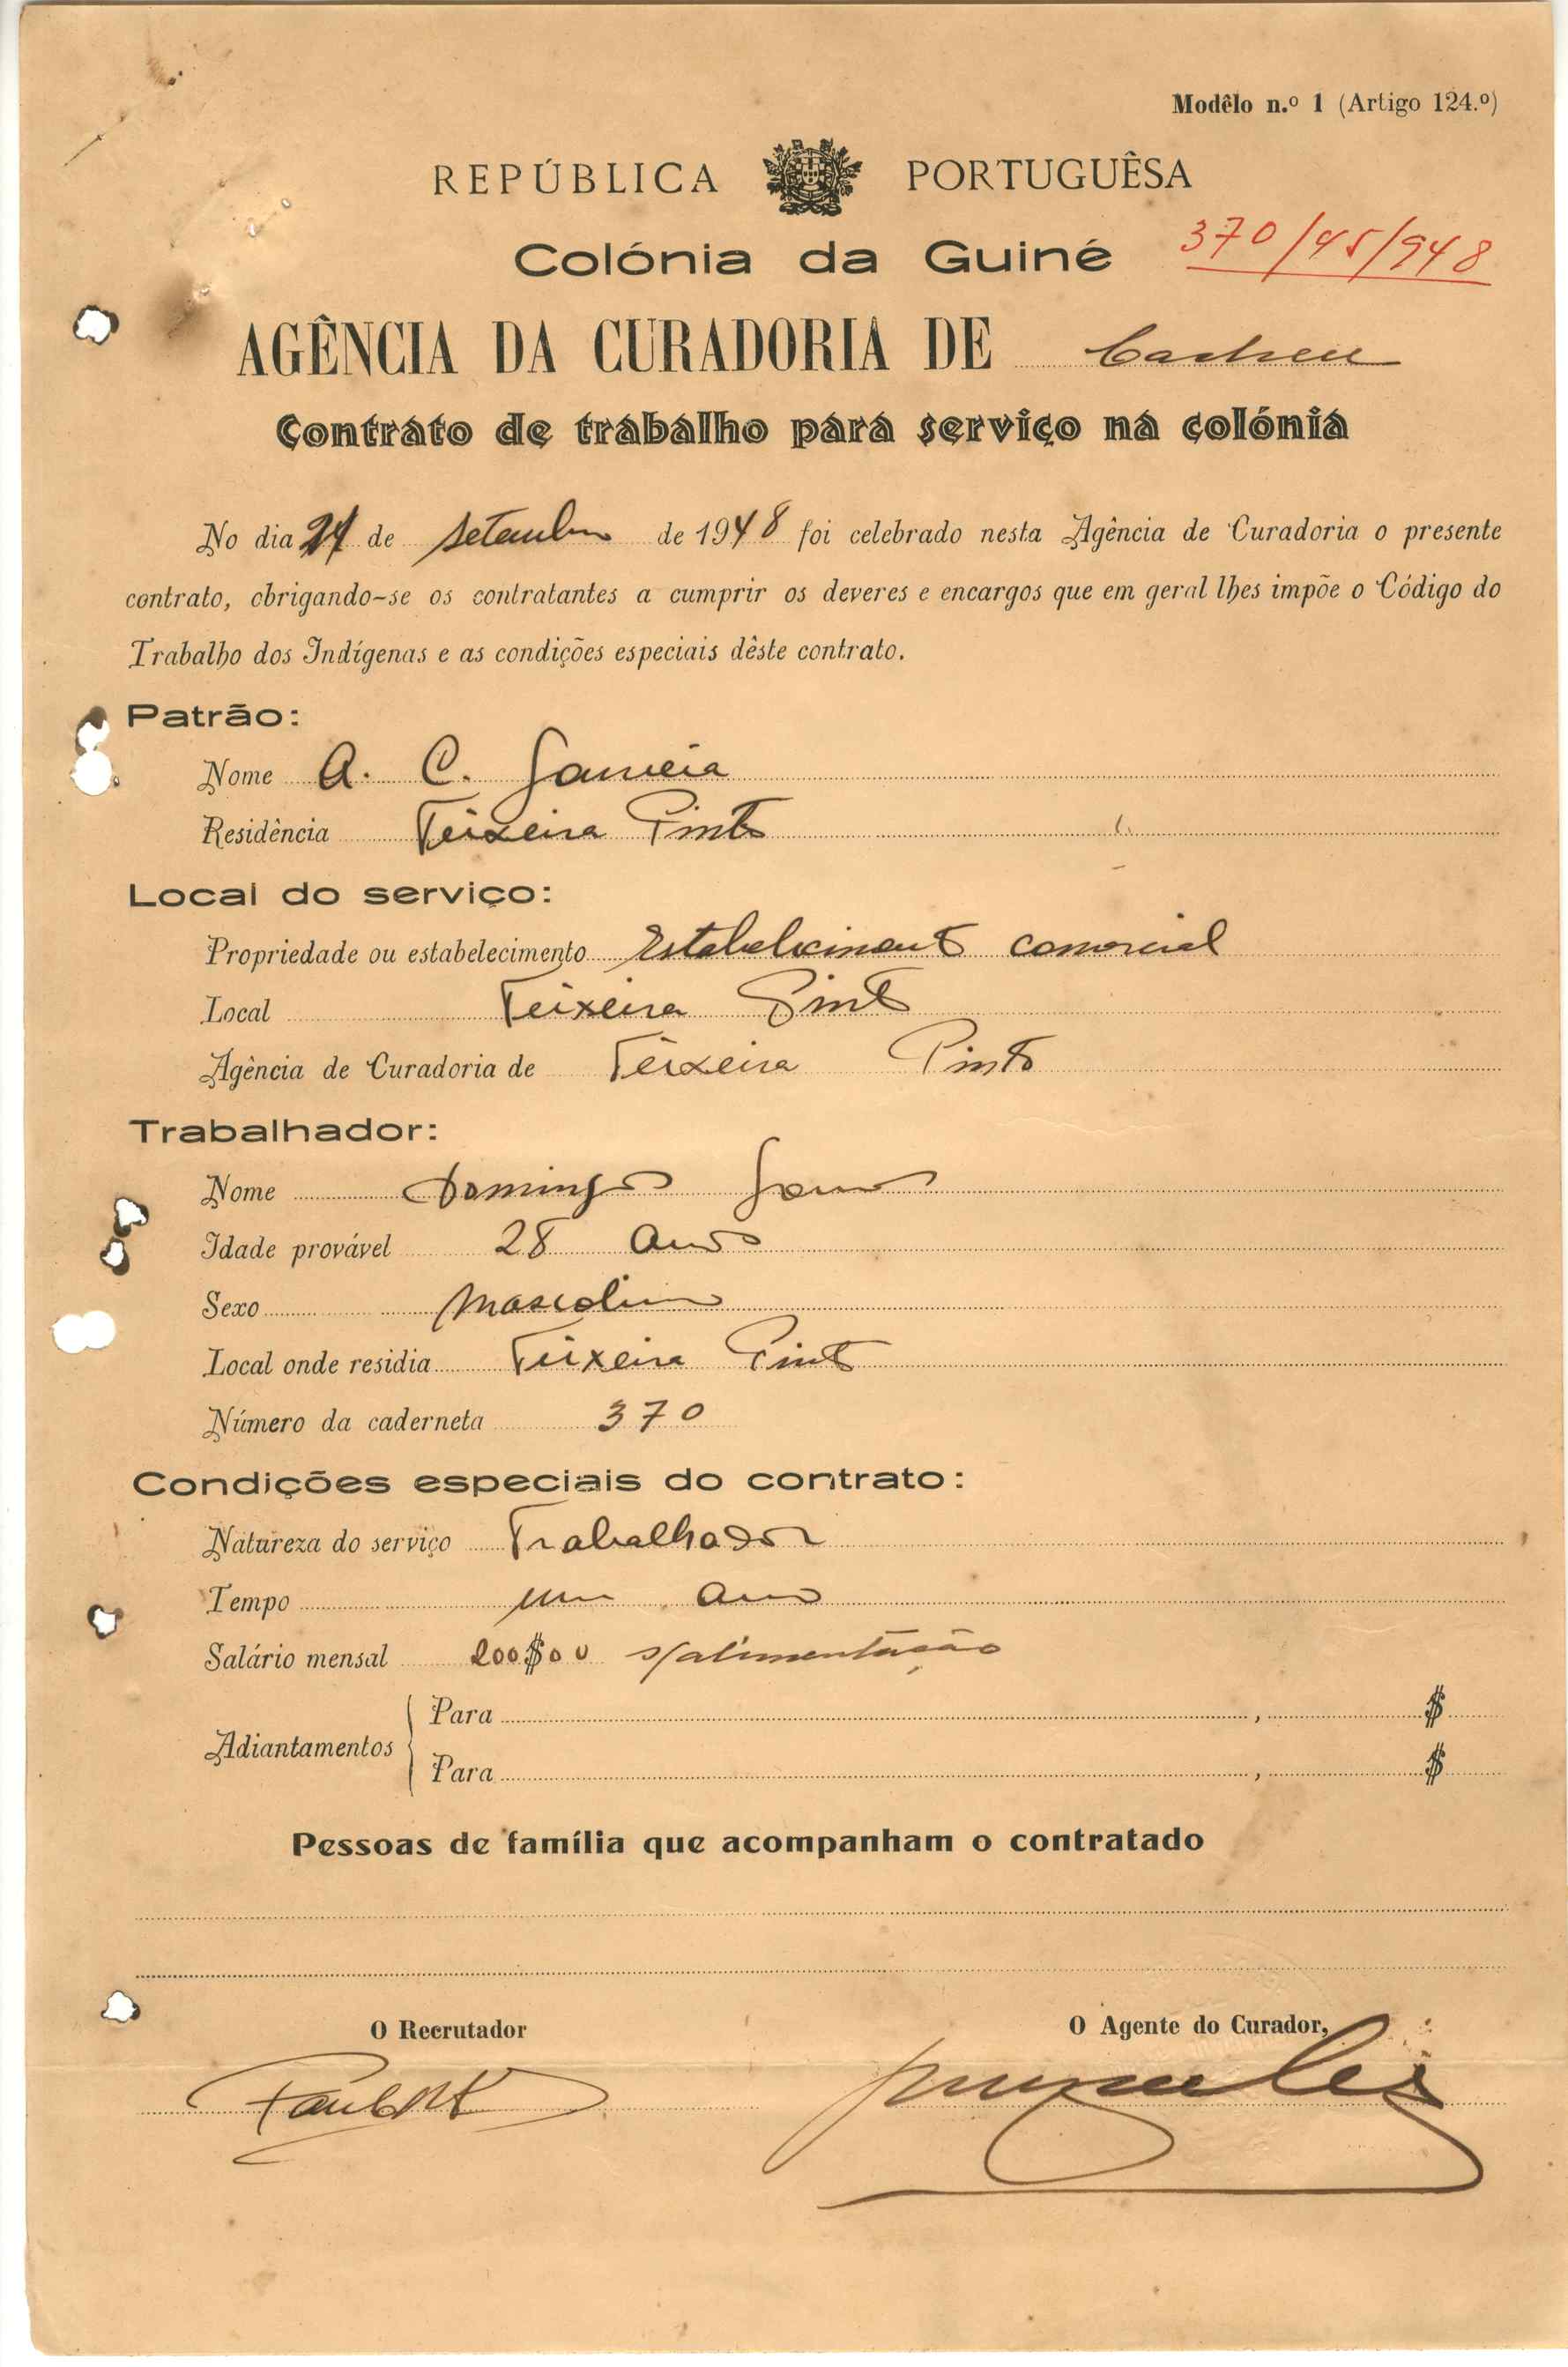 Modêlo n.º 1 (Artigo 124.º)
REPÚBLICA PORTUGUÊSA
Colónia da Guiné 370/45/948
AGÊNCIA DA CURADORIA DE Cacheu
Contrato de trabalho para serviço na colónia
No dia 24 de Setembro de 1948 foi celebrado nesta Agência de Curadoria o presente
contrato, obrigando-se os contratantes a cumprir os deveres e encargos que em geral lhes impõe o Código do
Trabalho dos Indígenas e as condições especiais dêste contrato.
Patrão:
Nome A. C. Gouveia
Residência Teixeira Pinto
Local do serviço:
Propriedade ou estabelecimento Estabelecimento comercial
Local Teixeira Pinto
Agência de Curadoria de Teixeira Pinto
Trabalhador:
Nome Domingos
Idade provável 28 anos
Sexo Masculino
Local onde residia Teixeira Pinto
Número da caderneta 370
Condições especiais do contrato:
Natureza do serviço Trabalhador
Tempo um ano
Salário mensal 200$00 s/alimentação
Adiantamentos
Para , $
Para , $
Pessoas de família que acompanham o contratado
O Recrutador O Agente do Curador,